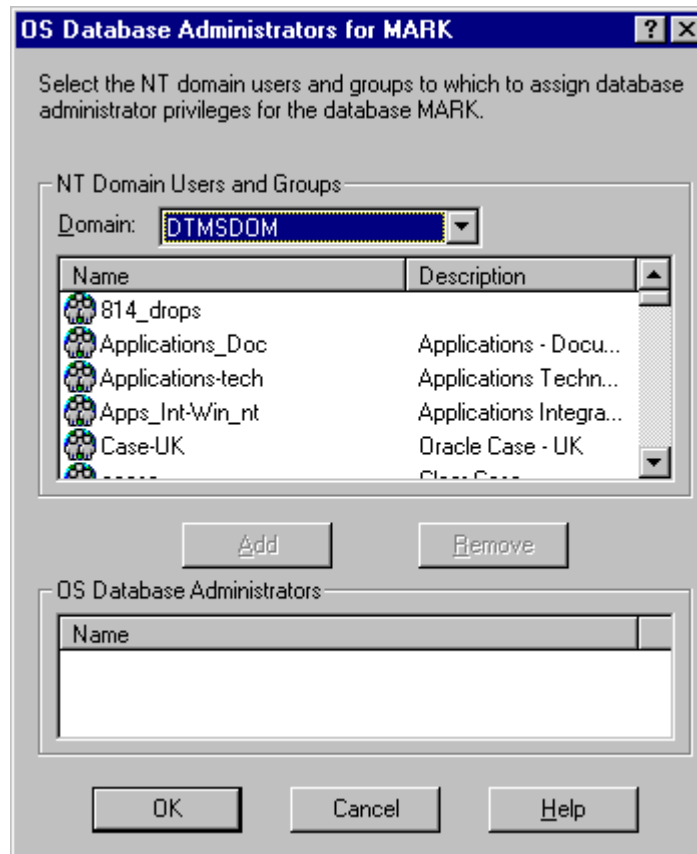 OS Database Administrators for MARK
Select the NT domain users and groups to which to assign database
administrator privileges for the database MARK.
NT Domain Users and Groups
Domain: DTMSDOM
Name Description
814_drops
Applications_Doc Applications - Docu...
Applications-tech Applications Techn...
Apps_Int-Win_nt Applications Integra...
Case-UK Oracle Case - UK
Add Remove
OS Database Administrators
Name
OK Cancel Help